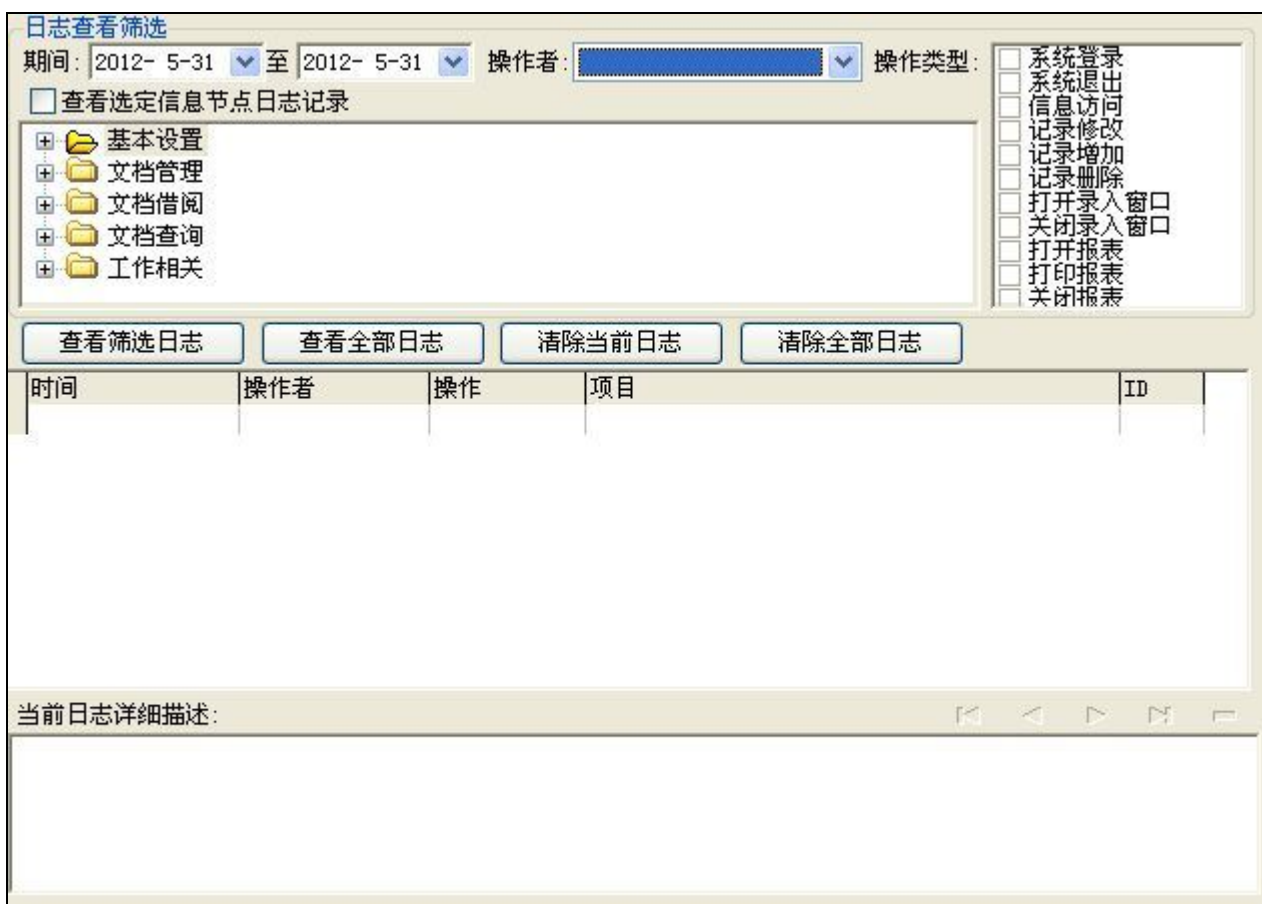 日志查看筛选
期间: 2012- 5-31 至 2012- 5-31 操作者: 操作类型:
系统登录
系统退出
信息访问
记录修改
记录增加
记录删除
打开录入窗口
关闭录入窗口
打开报表
打印报表
关闭报表
查看选定信息节点日志记录
基本设置
文档管理
文档借阅
文档查询
工作相关
查看筛选日志 查看全部日志 清除当前日志 清除全部日志
时间 操作者 操作 项目 ID
当前日志详细描述: